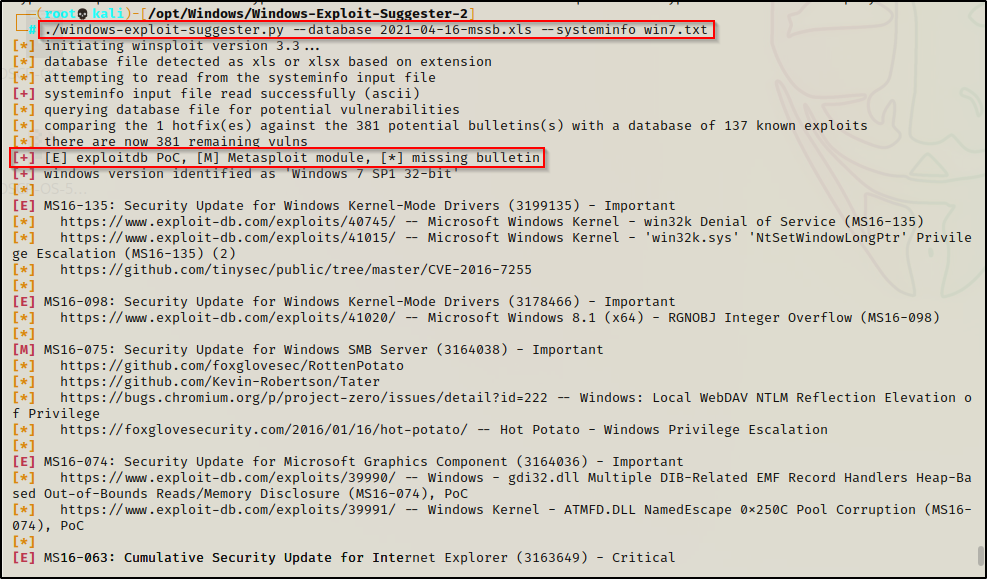 (root kali)-[/opt/Windows/Windows-Exploit-Suggester-2]
# ./windows-exploit-suggester.py --database 2021-04-16-mssb.xls --systeminfo win7.txt
[*] initiating winsploit version 3.3...
[*] database file detected as xls or xlsx based on extension
[*] attempting to read from the systeminfo input file
[+] systeminfo input file read successfully (ascii)
[*] querying database file for potential vulnerabilities
[*] comparing the 1 hotfix(es) against the 381 potential bulletins(s) with a database of 137 known exploits
[*] there are now 381 remaining vulns
[+] [E] exploitdb PoC, [M] Metasploit module, [*] missing bulletin
[+] windows version identified as 'Windows 7 SP1 32-bit'
[*]
[E] MS16-135: Security Update for Windows Kernel-Mode Drivers (3199135) - Important
[*]   https://www.exploit-db.com/exploits/40745/ -- Microsoft Windows Kernel - win32k Denial of Service (MS16-135)
[*]   https://www.exploit-db.com/exploits/41015/ -- Microsoft Windows Kernel - 'win32k.sys' 'NtSetWindowLongPtr' Privile
ge Escalation (MS16-135) (2)
[*]   https://github.com/tinysec/public/tree/master/CVE-2016-7255
[*]
[E] MS16-098: Security Update for Windows Kernel-Mode Drivers (3178466) - Important
[*]   https://www.exploit-db.com/exploits/41020/ -- Microsoft Windows 8.1 (x64) - RGNOBJ Integer Overflow (MS16-098)
[*]
[M] MS16-075: Security Update for Windows SMB Server (3164038) - Important
[*]   https://github.com/foxglovesec/RottenPotato
[*]   https://github.com/Kevin-Robertson/Tater
[*]   https://bugs.chromium.org/p/project-zero/issues/detail?id=222 -- Windows: Local WebDAV NTLM Reflection Elevation o
f Privilege
[*]   https://foxglovesecurity.com/2016/01/16/hot-potato/ -- Hot Potato - Windows Privilege Escalation
[*]
[E] MS16-074: Security Update for Microsoft Graphics Component (3164036) - Important
[*]   https://www.exploit-db.com/exploits/39990/ -- Windows - gdi32.dll Multiple DIB-Related EMF Record Handlers Heap-Ba
sed Out-of-Bounds Reads/Memory Disclosure (MS16-074), PoC
[*]   https://www.exploit-db.com/exploits/39991/ -- Windows Kernel - ATMFD.DLL NamedEscape 0×250C Pool Corruption (MS16-
074), PoC
[*]
[E] MS16-063: Cumulative Security Update for Internet Explorer (3163649) - Critical